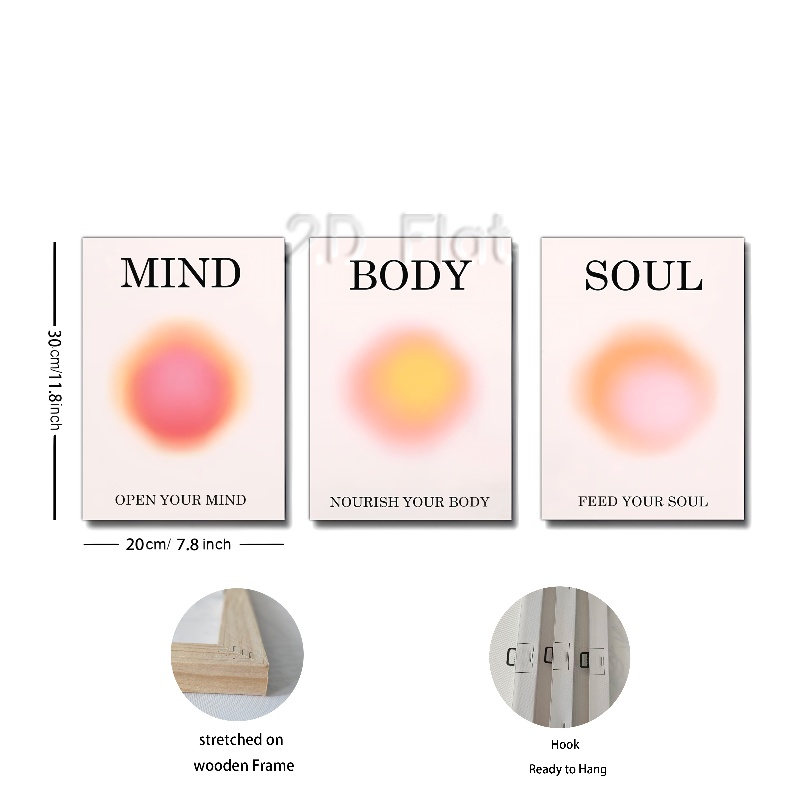 2D Flat
MIND
BODY
SOUL
30cm/11.8inch
OPEN YOUR MIND
NOURISH YOUR BODY
FEED YOUR SOUL
20cm/ 7.8 inch
stretched on
wooden Frame
Hook
Ready to Hang